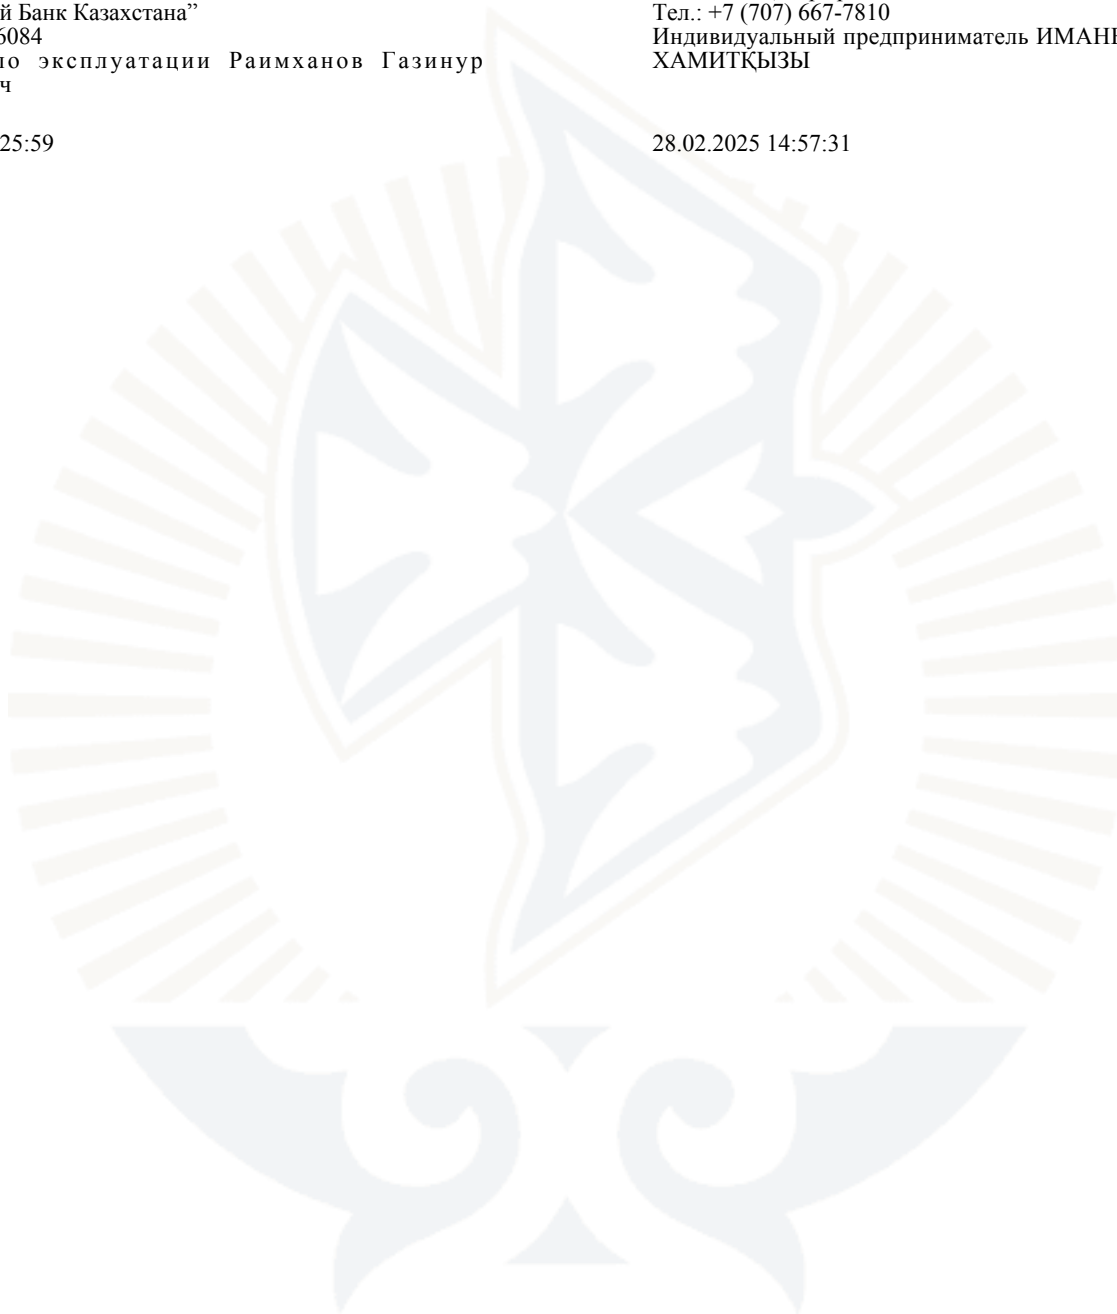 й Банк Казахстана”
6084
по эксплуатации Раимханов Газинур
ч
25:59
Тел.: +7 (707) 667-7810
Индивидуальный предприниматель
ХАМИТҚЫЗЫ
28.02.2025 14:57:31